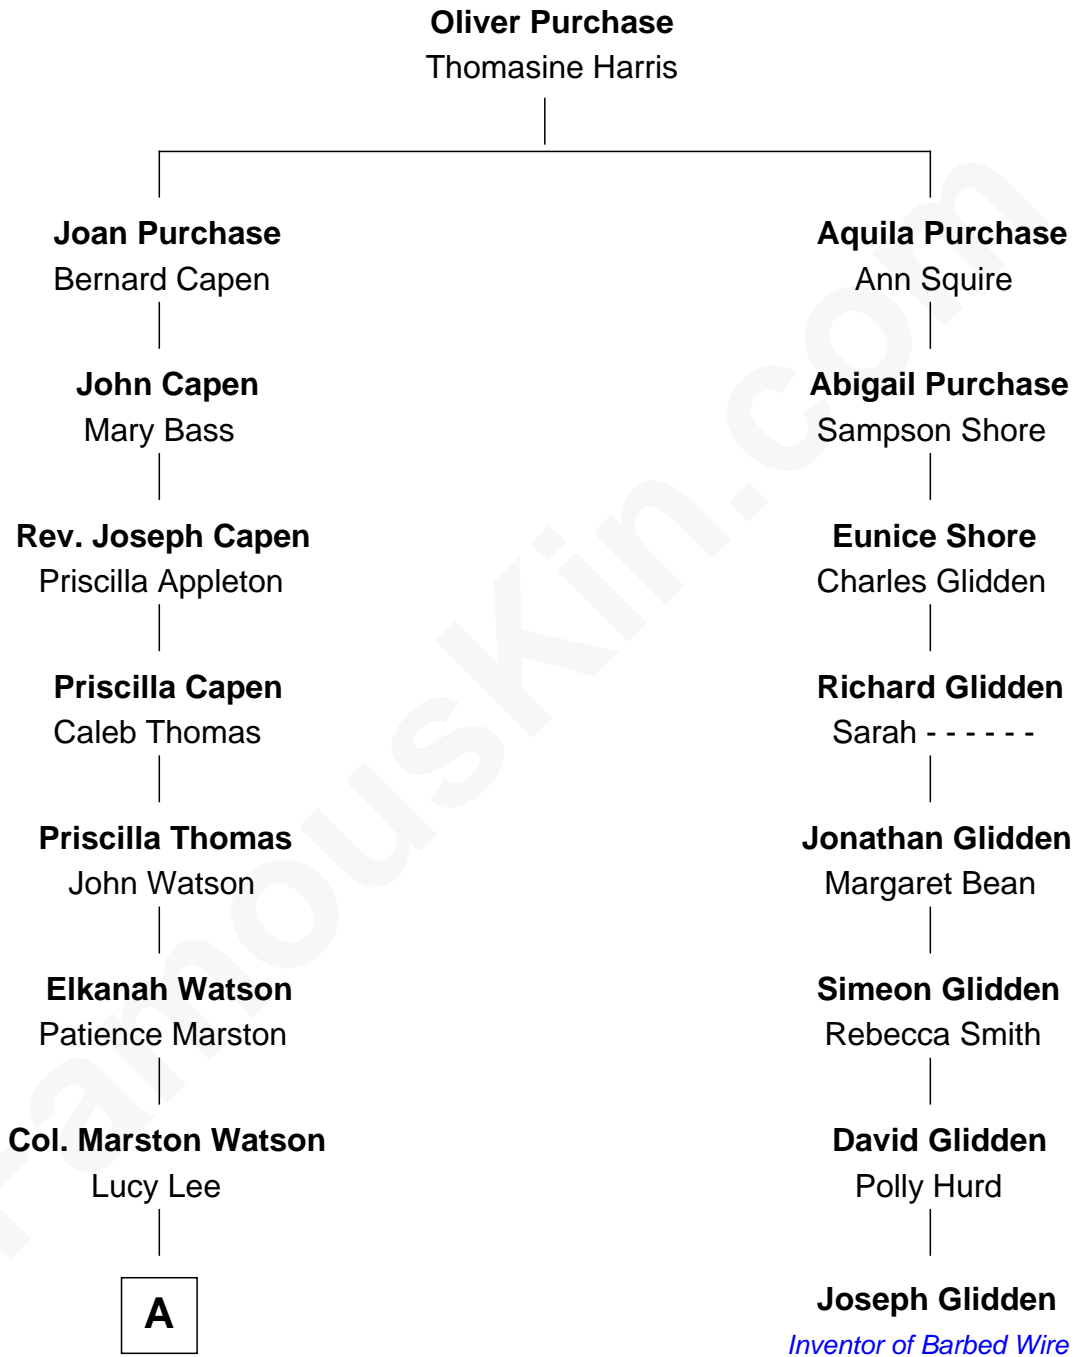 Oliver Purchase
Thomasine Harris
Joan Purchase
Bernard Capen
John Capen
Mary Bass
Rev. Joseph Capen
Priscilla Appleton
Priscilla Capen
Caleb Thomas
Priscilla Thomas
John Watson
Elkanah Watson
Patience Marston
Col. Marston Watson
Lucy Lee
A
Aquila Purchase
Ann Squire
Abigail Purchase
Sampson Shore
Eunice Shore
Charles Glidden
Richard Glidden
Sarah - - - - - -
Jonathan Glidden
Margaret Bean
Simeon Glidden
Rebecca Smith
David Glidden
Polly Hurd
Joseph Glidden
Inventor of Barbed Wire
FamousKin.com